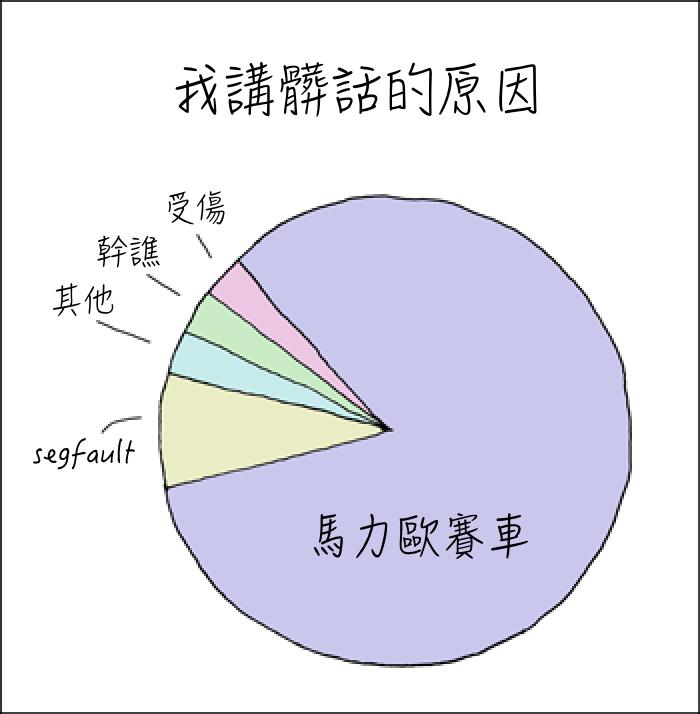 我講髒話的原因
受傷
幹譙
其他
segfault
馬力歐賽車